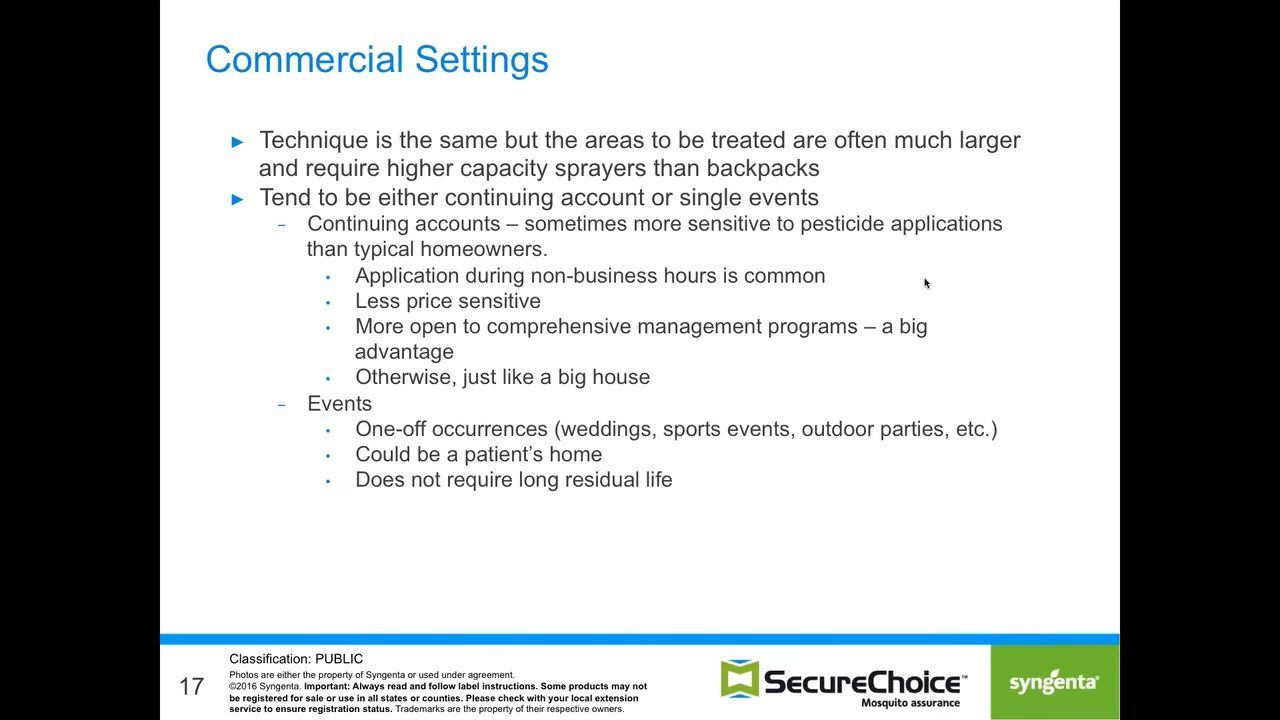 Commercial Settings
► Technique is the same but the areas to be treated are often much larger
and require higher capacity sprayers than backpacks
► Tend to be either continuing account or single events
– Continuing accounts – sometimes more sensitive to pesticide applications
than typical homeowners.
• Application during non-business hours is common
• Less price sensitive
• More open to comprehensive management programs – a big
advantage
• Otherwise, just like a big house
– Events
• One-off occurrences (weddings, sports events, outdoor parties, etc.)
• Could be a patient’s home
• Does not require long residual life
17
Classification: PUBLIC
Photos are either the property of Syngenta or used under agreement.
©2016 Syngenta. Important: Always read and follow label instructions. Some products may not
be registered for sale or use in all states or counties. Please check with your local extension
service to ensure registration status. Trademarks are the property of their respective owners.
SecureChoice™
Mosquito assurance
syngenta